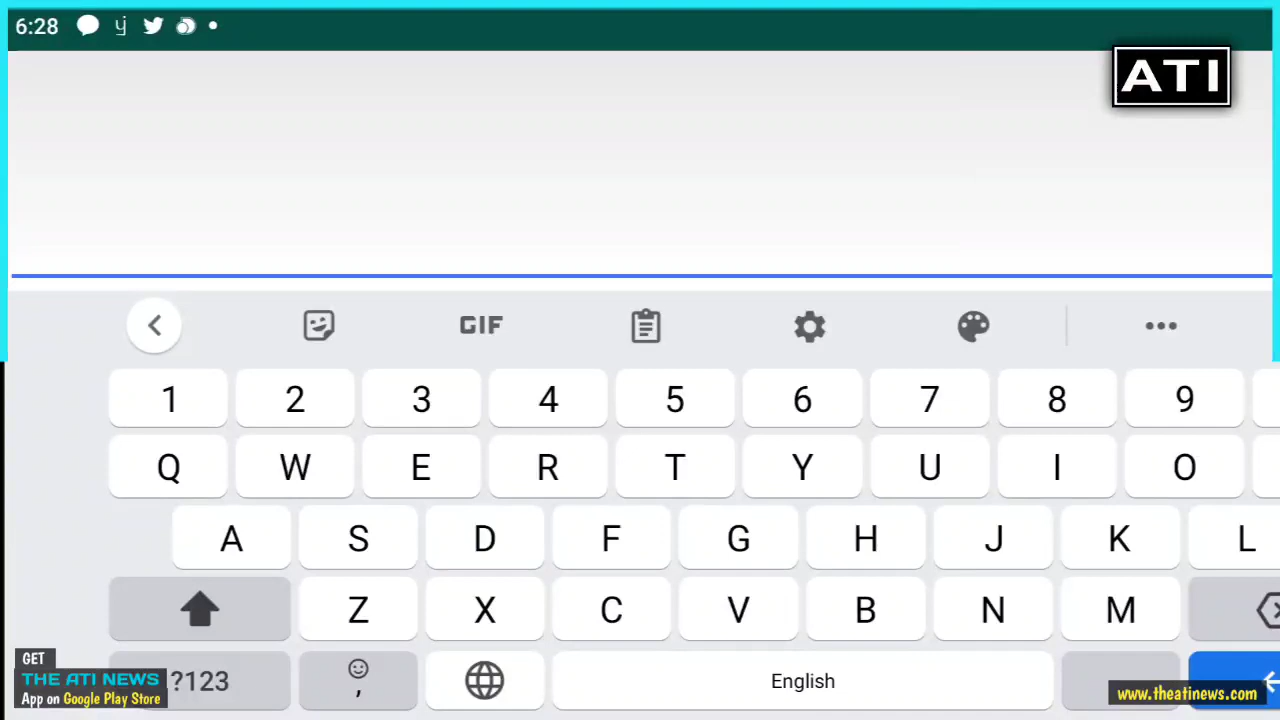 6:28
ATI
GIF
1 2 3 4 5 6 7 8 9
Q W E R T Y U I O
A S D F G H J K L
Z X C V B N M
?123 , English
GET
THE ATI NEWS
App on Google Play Store
www.theatinews.com